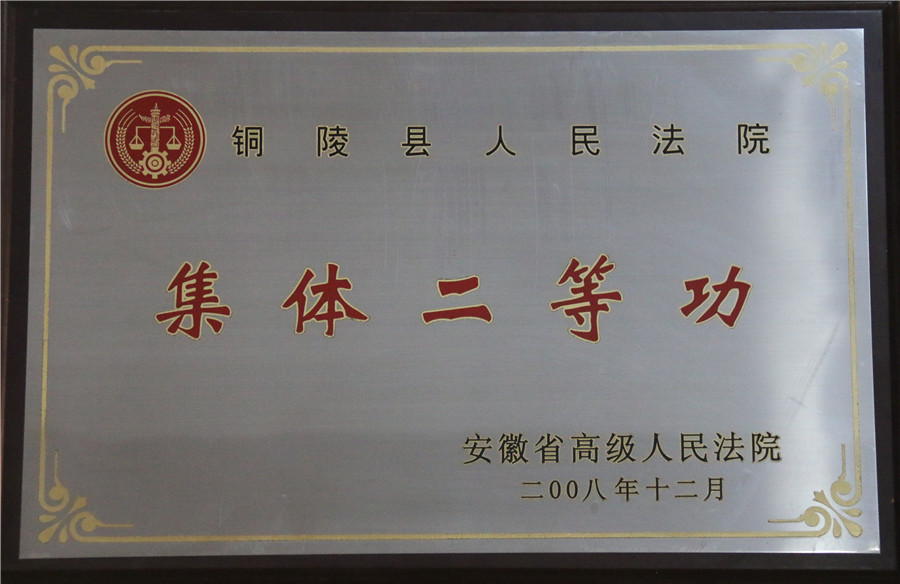 铜陵县人民法院
集体二等功
安徽省高级人民法院
二00八年十二月